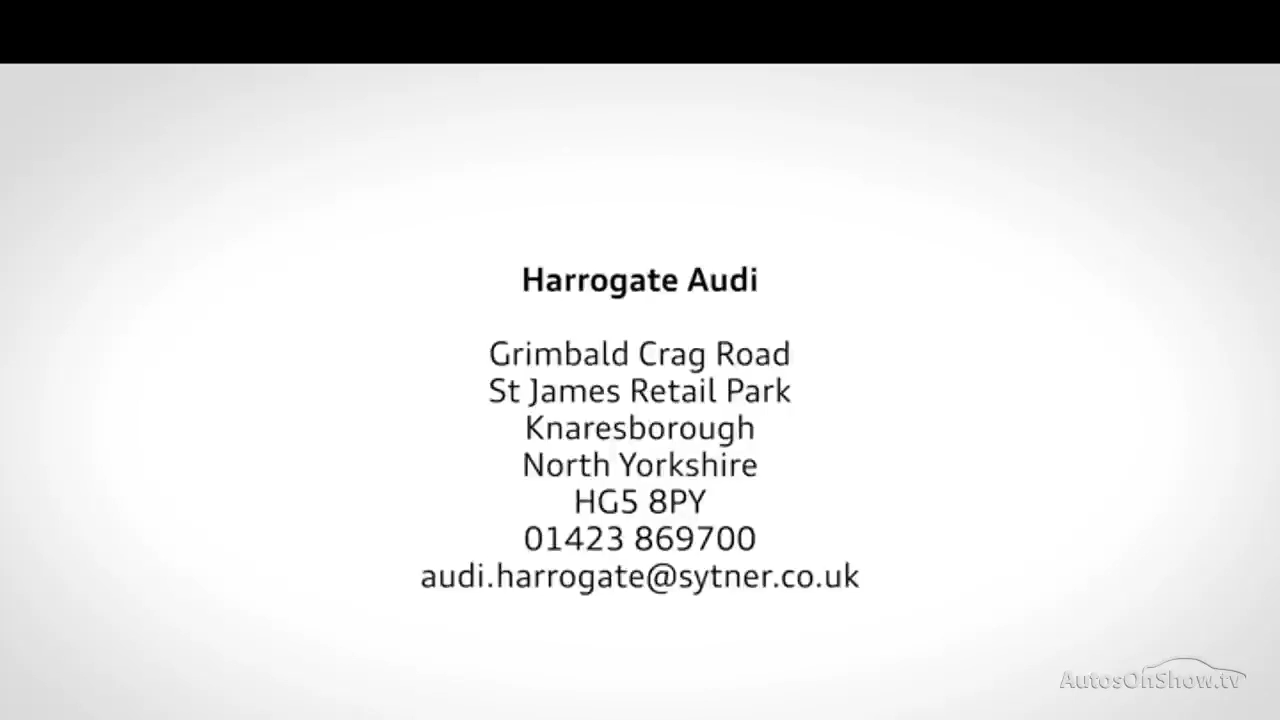 Harrogate Audi
Grimbald Crag Road
St James Retail Park
Knaresborough
North Yorkshire
HG5 8PY
01423 869700
audi.harrogate@sytner.co.uk
AutosOnShow.tv